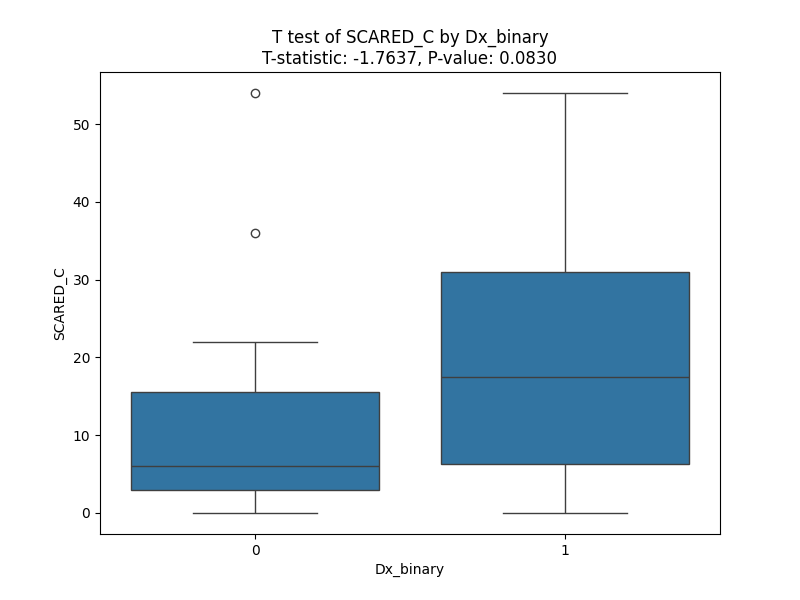 T test of SCARED_C by Dx_binary
T-statistic: -1.7637, P-value: 0.0830
50
40
30
20
10
0
SCARED_C
0 1
Dx_binary